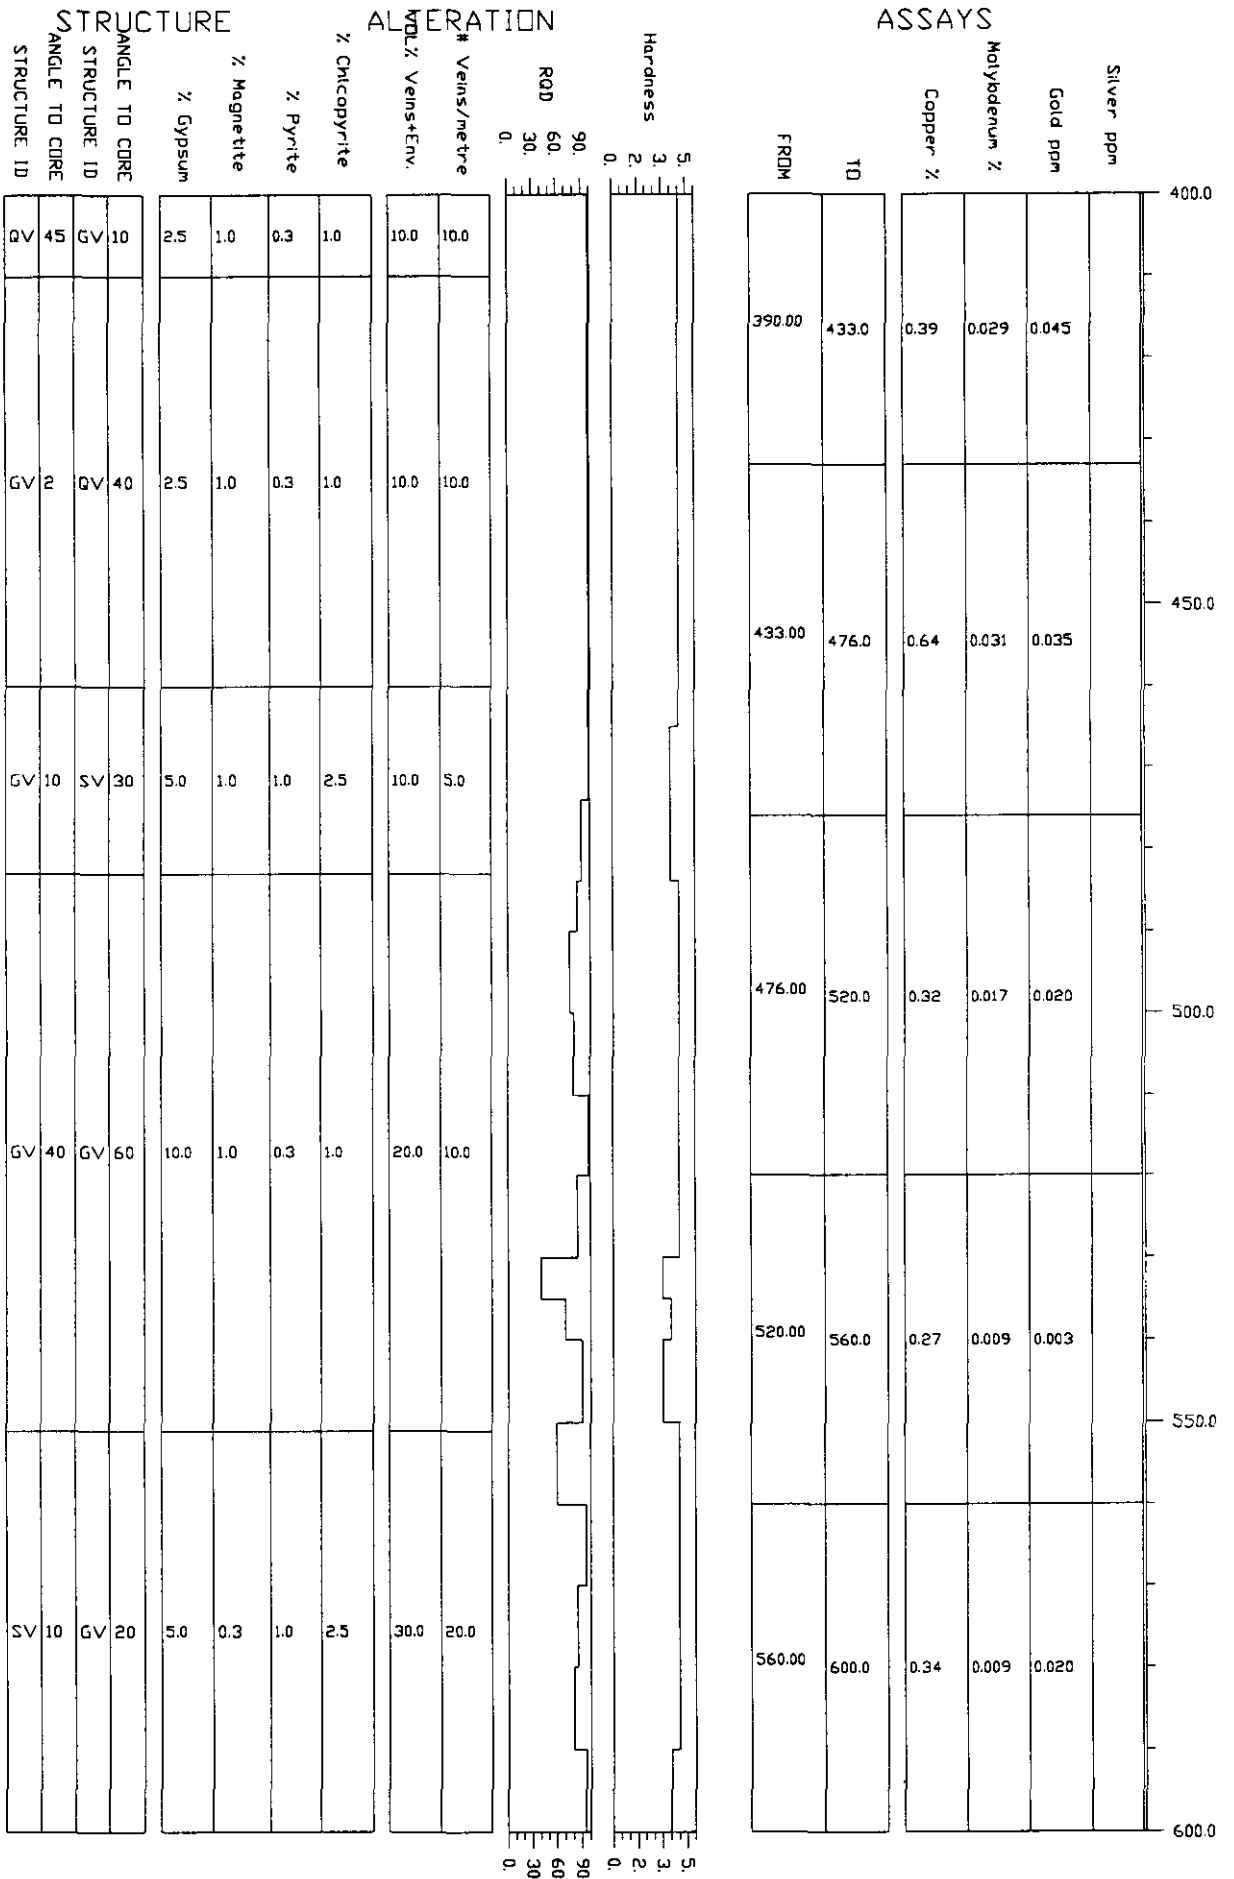 STRUCTURE ALTERATION ASSAYS
STRUCTURE ID
ANGLE TO CORE
STRUCTURE ID
ANGLE TO CORE
% Gypsum
% Magnetite
% Pyrite
% Chlcopyrite
VOL% Veins+Env.
# Veins/metre
RQD
0. 30. 60. 90.
Hardness
0. 2. 3. 5.
FROM
TO
Copper %
Molybdenum %
Gold ppm
Silver ppm
400.0
QV 45 GV 10 2.5 1.0 0.3 1.0 10.0 10.0
390.00 433.0 0.39 0.029 0.045
GV 2 QV 40 2.5 1.0 0.3 1.0 10.0 10.0
450.0
433.00 476.0 0.64 0.031 0.035
GV 10 SV 30 5.0 1.0 1.0 2.5 10.0 5.0
476.00 520.0 0.32 0.017 0.020
500.0
GV 40 GV 60 10.0 1.0 0.3 1.0 20.0 10.0
520.00 560.0 0.27 0.009 0.003
550.0
SV 10 GV 20 5.0 0.3 1.0 2.5 30.0 20.0
560.00 600.0 0.34 0.009 0.020
600.0
0. 30 60 90
0. 2. 3. 5.